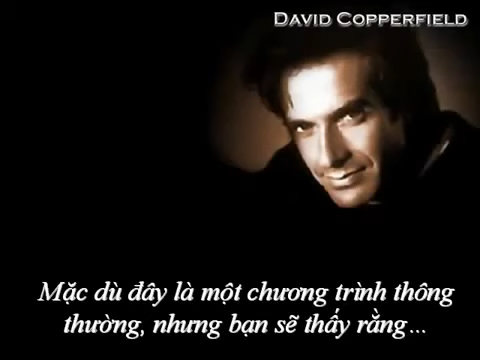 David Copperfield
Mặc dù đây là một chương trình thông
thường, nhưng bạn sẽ thấy rằng...